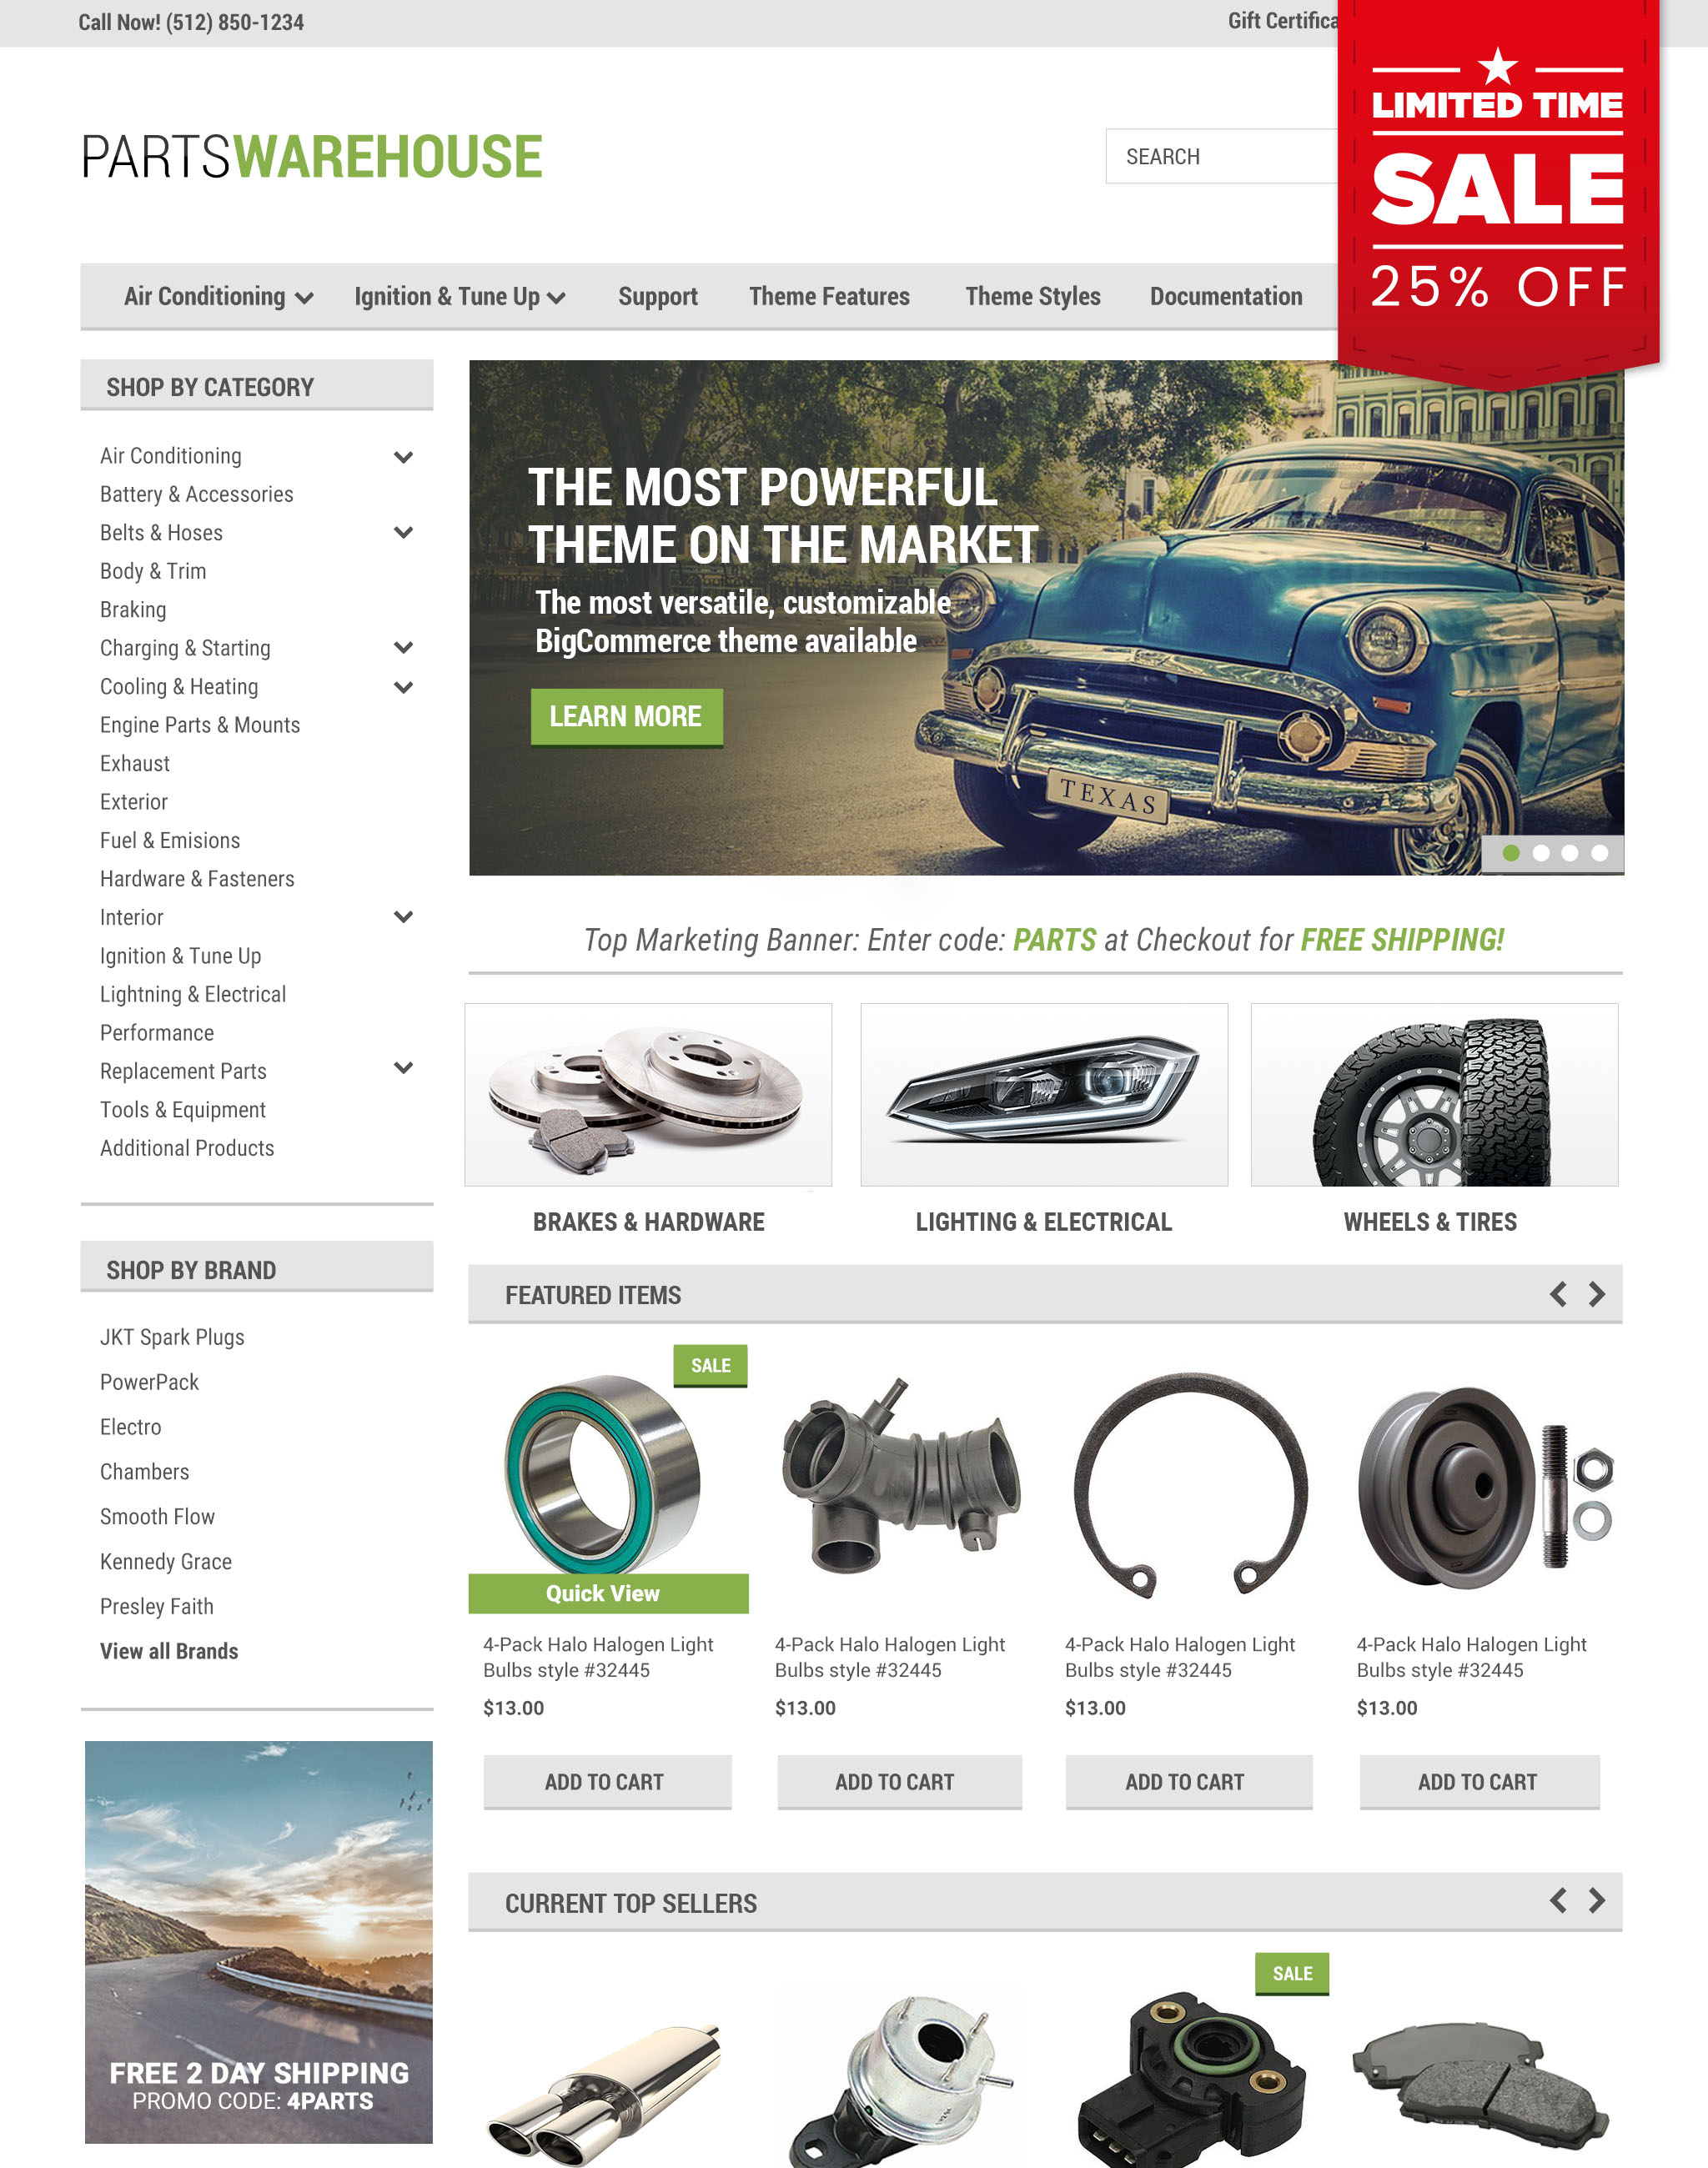 Call Now! (512) 850-1234
Gift Certifica
LIMITED TIME
SALE
25% OFF
PARTSWAREHOUSE
SEARCH
Air Conditioning
Ignition & Tune Up
Support
Theme Features
Theme Styles
Documentation
SHOP BY CATEGORY
Air Conditioning
Battery & Accessories
Belts & Hoses
Body & Trim
Braking
Charging & Starting
Cooling & Heating
Engine Parts & Mounts
Exhaust
Exterior
Fuel & Emisions
Hardware & Fasteners
Interior
Ignition & Tune Up
Lightning & Electrical
Performance
Replacement Parts
Tools & Equipment
Additional Products
SHOP BY BRAND
JKT Spark Plugs
PowerPack
Electro
Chambers
Smooth Flow
Kennedy Grace
Presley Faith
View all Brands
FREE 2 DAY SHIPPING
PROMO CODE: 4PARTS
THE MOST POWERFUL
THEME ON THE MARKET
The most versatile, customizable
BigCommerce theme available
LEARN MORE
TEXAS
Top Marketing Banner: Enter code: PARTS at Checkout for FREE SHIPPING!
BRAKES & HARDWARE
LIGHTING & ELECTRICAL
WHEELS & TIRES
FEATURED ITEMS
SALE
Quick View
4-Pack Halo Halogen Light
Bulbs style #32445
$13.00
ADD TO CART
4-Pack Halo Halogen Light
Bulbs style #32445
$13.00
ADD TO CART
4-Pack Halo Halogen Light
Bulbs style #32445
$13.00
ADD TO CART
4-Pack Halo Halogen Light
Bulbs style #32445
$13.00
ADD TO CART
CURRENT TOP SELLERS
SALE